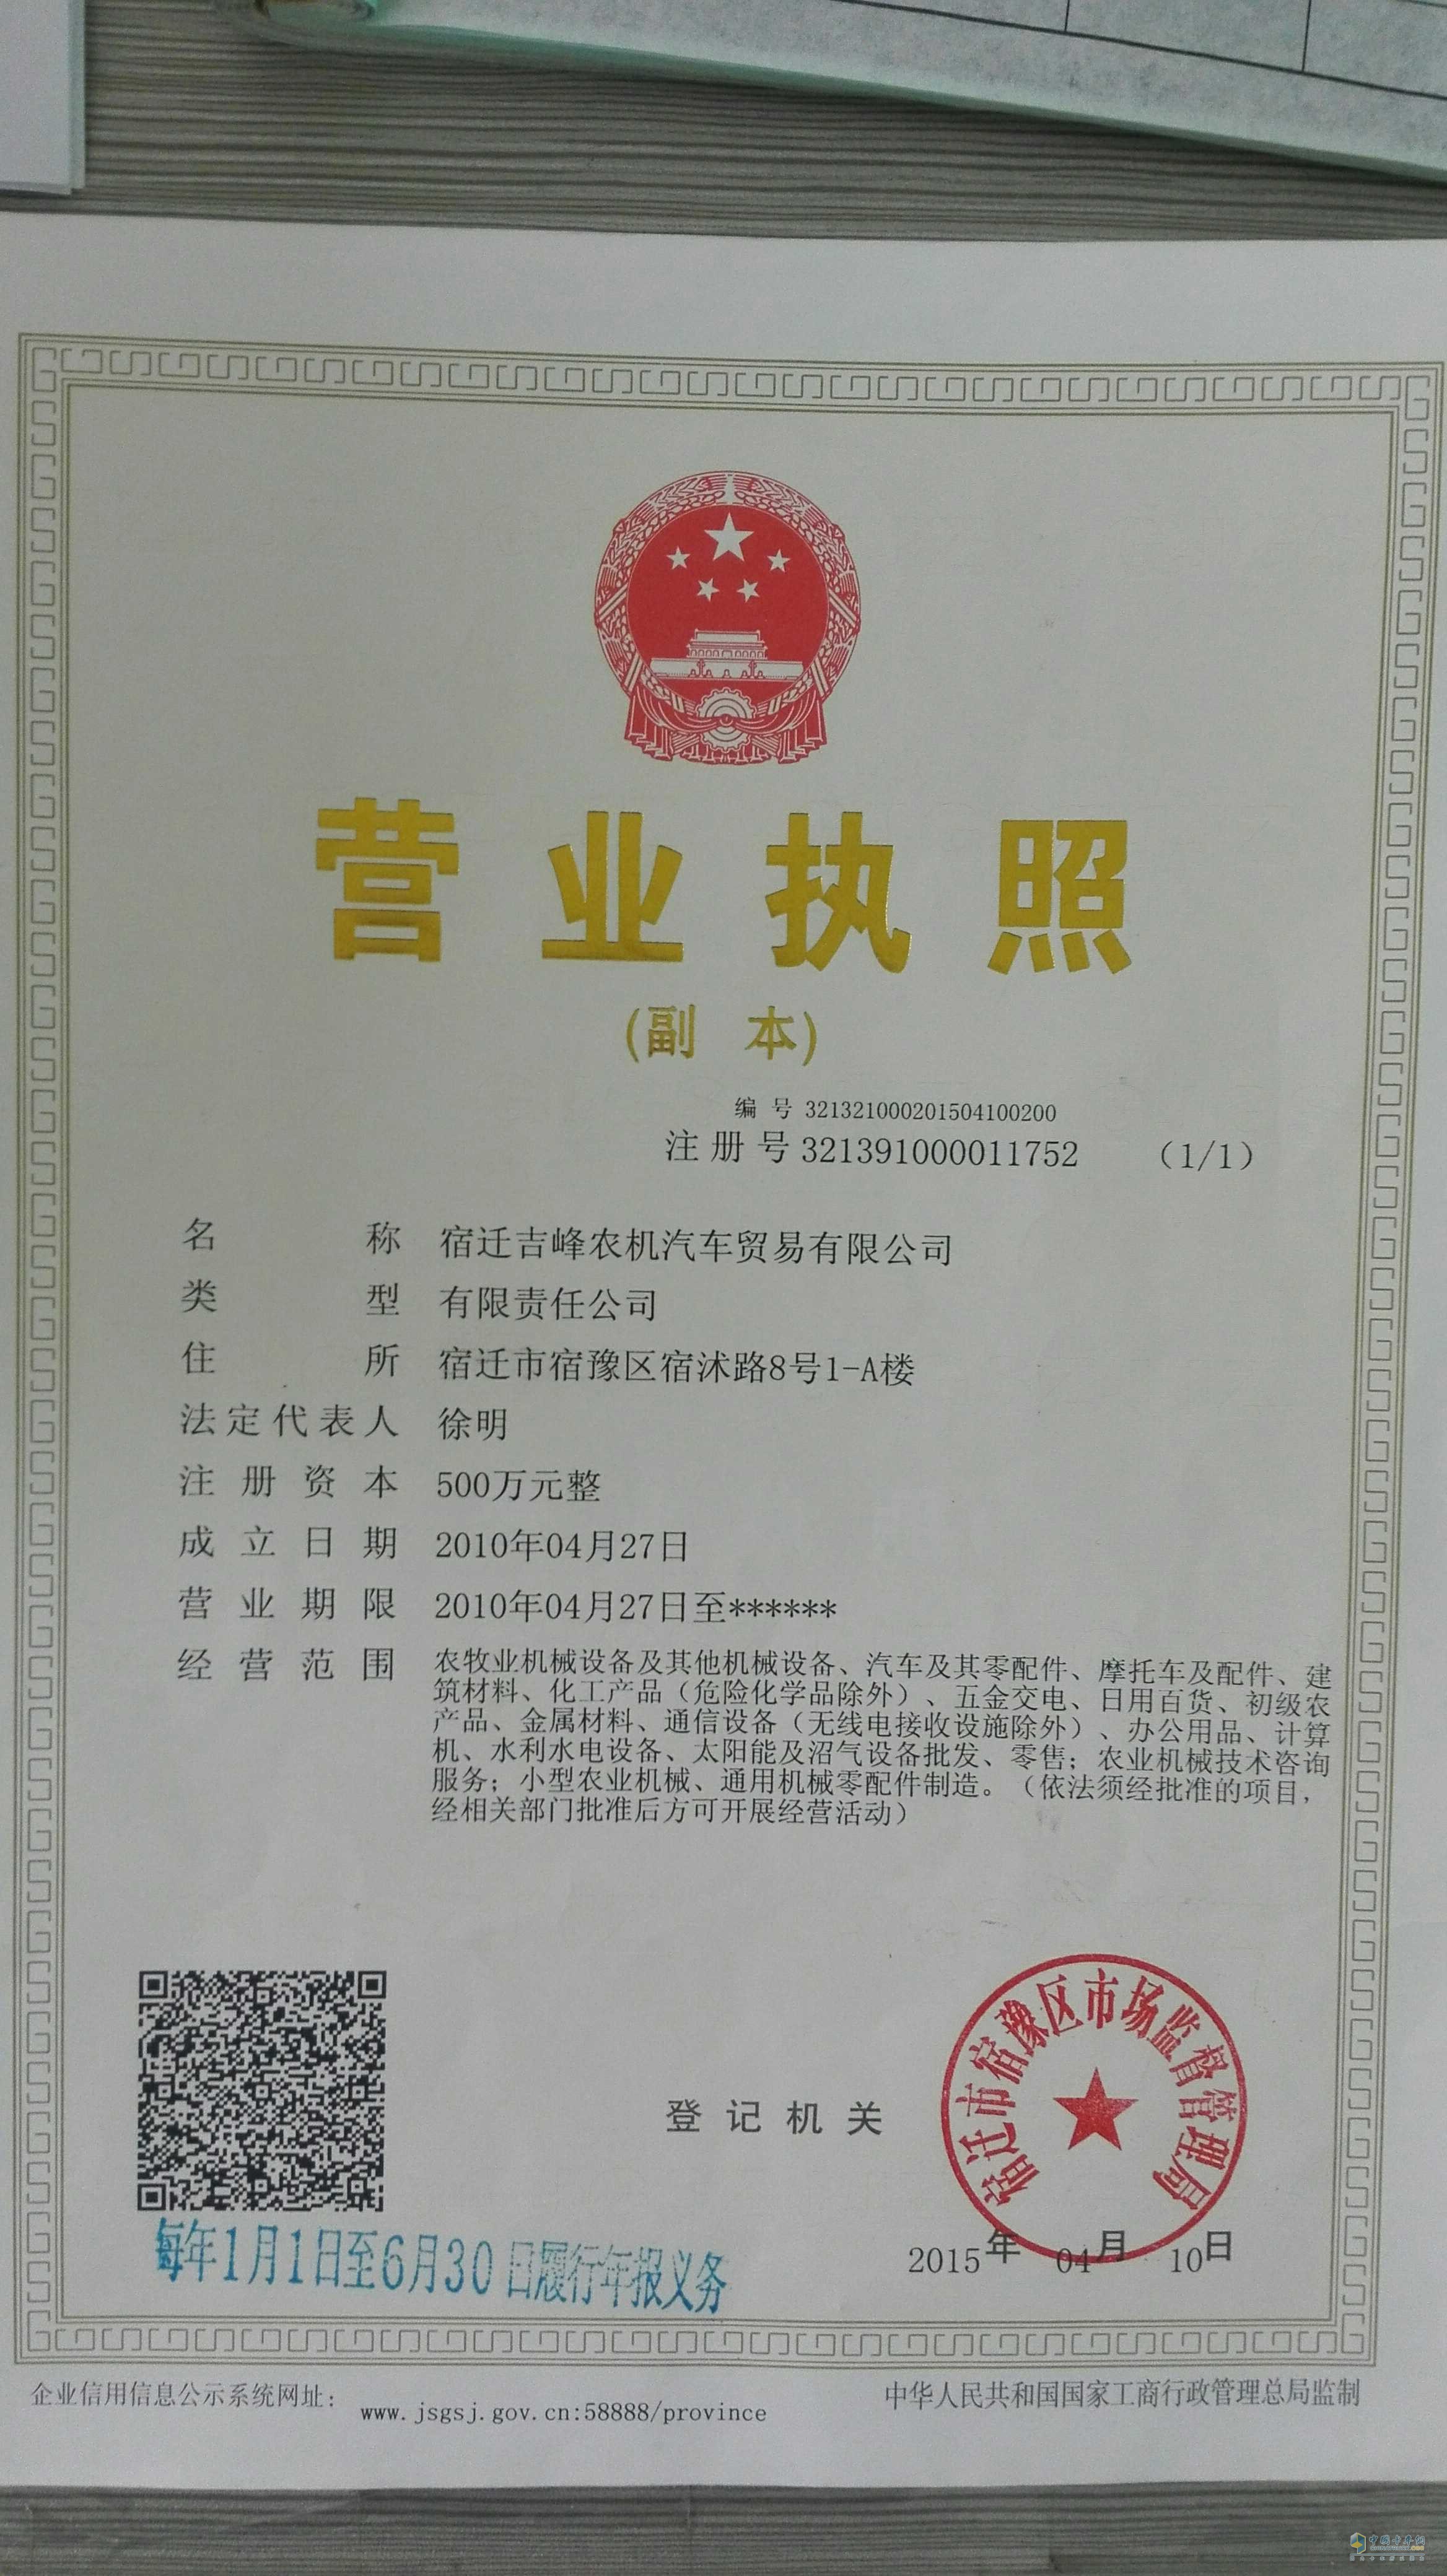 营业执照
(副 本)
编 号 321321000201504100200
注 册 号 321391000011752 （1/1）
名 称 宿迁吉峰农机汽车贸易有限公司
类 型 有限责任公司
住 所 宿迁市宿豫区宿沭路8号1-A楼
法定代表人 徐明
注 册 资 本 500万元整
成 立 日 期 2010年04月27日
营 业 期 限 2010年04月27日至******
经 营 范 围 农牧业机械设备及其他机械设备、汽车及其零配件、摩托车及配件、建
筑材料、化工产品（危险化学品除外）、五金交电、日用百货、初级农
产品、金属材料、通信设备（无线电接收设施除外）、办公用品、计算
机、水利水电设备、太阳能及沼气设备批发、零售；农业机械技术咨询
服务；小型农业机械、通用机械零配件制造。（依法须经批准的项目，
经相关部门批准后方可开展经营活动）
宿迁市宿豫区市场监督管理局
登 记 机 关
2015年 04月 10日
每年1月1日至6月30日履行年报义务
企业信用信息公示系统网址：
www.jsgsj.gov.cn:58888/province
中华人民共和国国家工商行政管理总局监制